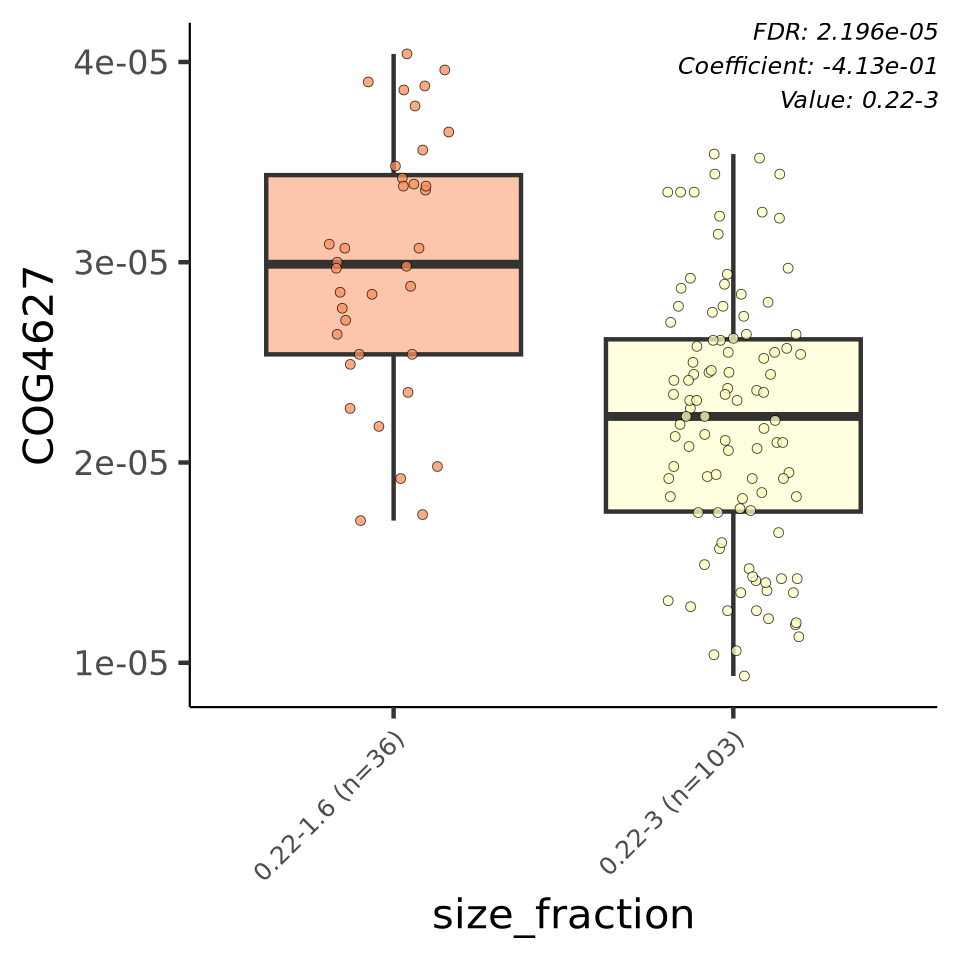 FDR: 2.196e-05
Coefficient: -4.13e-01
Value: 0.22-3
COG4627
4e-05
3e-05
2e-05
1e-05
0.22-1.6 (n=36)
0.22-3 (n=103)
size_fraction